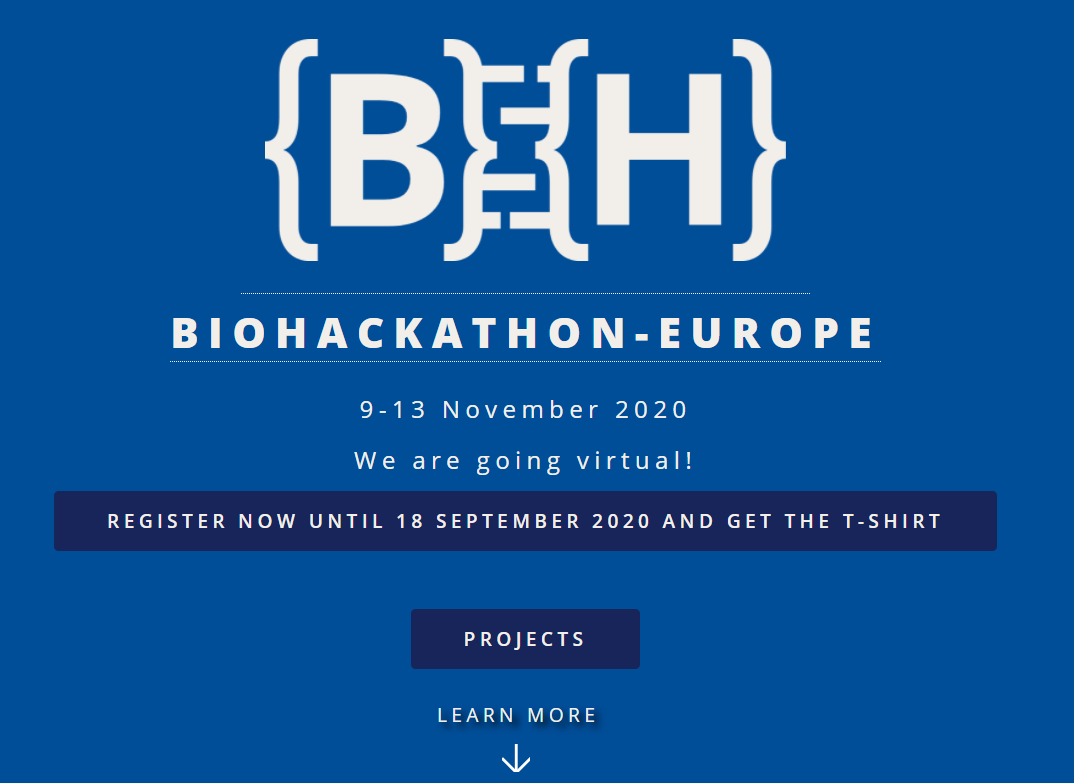 {B}{H}
BIOHACKATHON-EUROPE
9-13 November 2020
We are going virtual!
REGISTER NOW UNTIL 18 SEPTEMBER 2020 AND GET THE T-SHIRT
PROJECTS
LEARN MORE